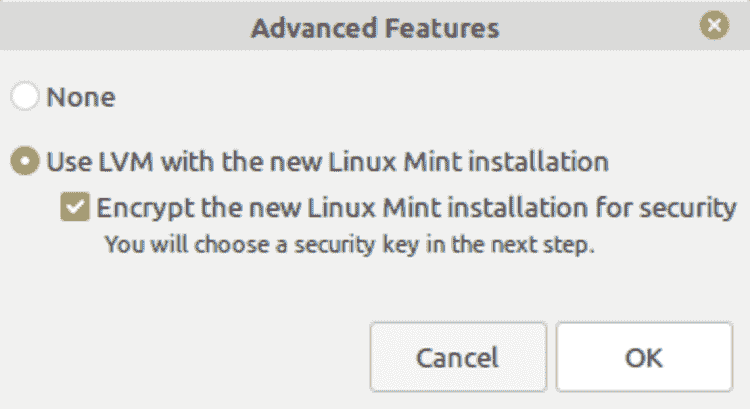 Advanced Features
None
Use LVM with the new Linux Mint installation
Encrypt the new Linux Mint installation for security
You will choose a security key in the next step.
Cancel OK